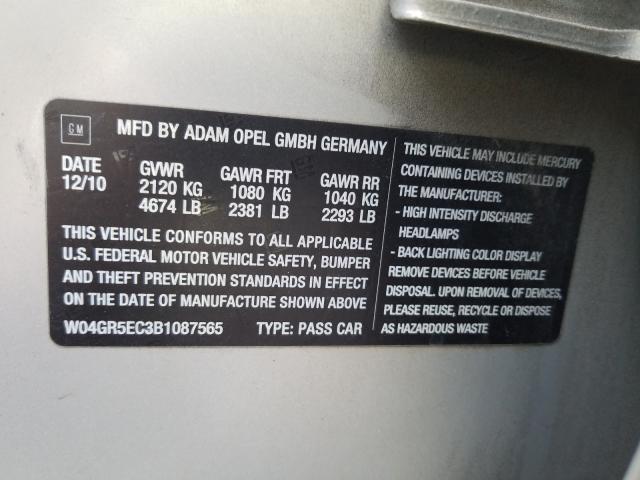 GM
MFD BY ADAM OPEL GMBH GERMANY
DATE GVWR GAWR FRT GAWR RR
12/10 2120 KG 1080 KG 1040 KG
4674 LB 2381 LB 2293 LB
THIS VEHICLE CONFORMS TO ALL APPLICABLE
U.S. FEDERAL MOTOR VEHICLE SAFETY, BUMPER
AND THEFT PREVENTION STANDARDS IN EFFECT
ON THE DATE OF MANUFACTURE SHOWN ABOVE
W04GR5EC3B1087565 TYPE: PASS CAR
THIS VEHICLE MAY INCLUDE MERCURY
CONTAINING DEVICES INSTALLED BY
THE MANUFACTURER:
- HIGH INTENSITY DISCHARGE
HEADLAMPS
- BACK LIGHTING COLOR DISPLAY
REMOVE DEVICES BEFORE VEHICLE
DISPOSAL. UPON REMOVAL OF DEVICES,
PLEASE REUSE, RECYCLE OR DISPOSE
AS HAZARDOUS WASTE